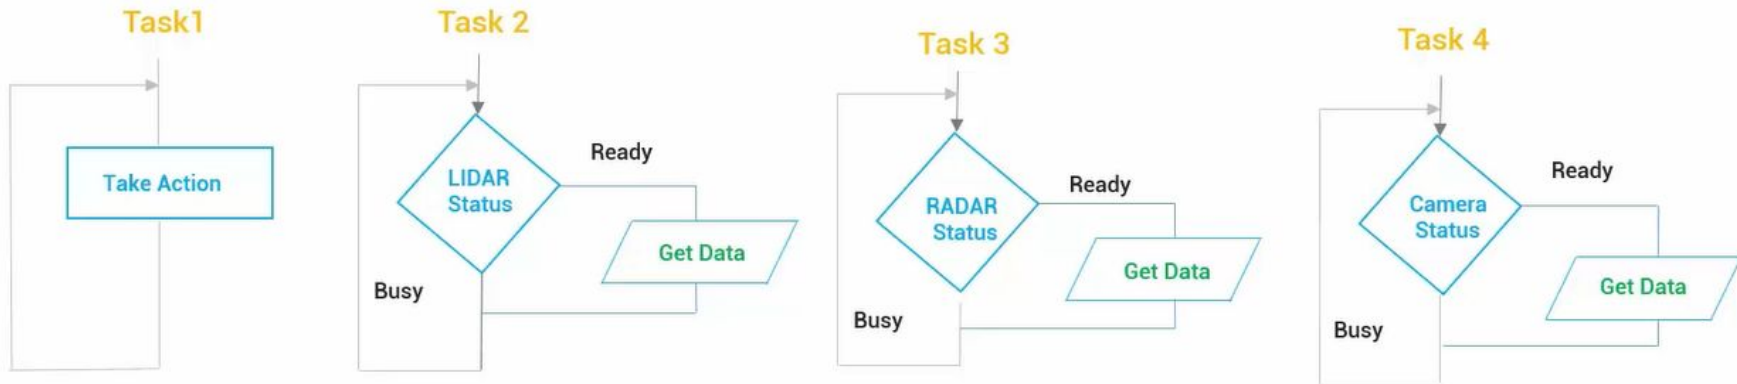 Task1
Take Action
Task 2
LIDAR
Status
Ready
Get Data
Busy
Task 3
RADAR
Status
Ready
Get Data
Busy
Task 4
Camera
Status
Ready
Get Data
Busy